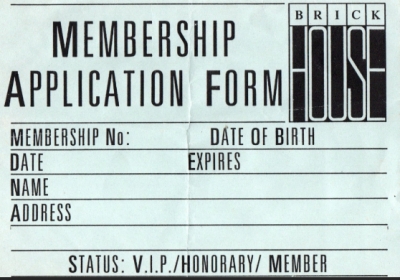 MEMBERSHIP
APPLICATION FORM
BRICK
HOUSE
MEMBERSHIP No:  DATE OF BIRTH
DATE  EXPIRES
NAME
ADDRESS
STATUS: V.I.P./HONORARY/ MEMBER